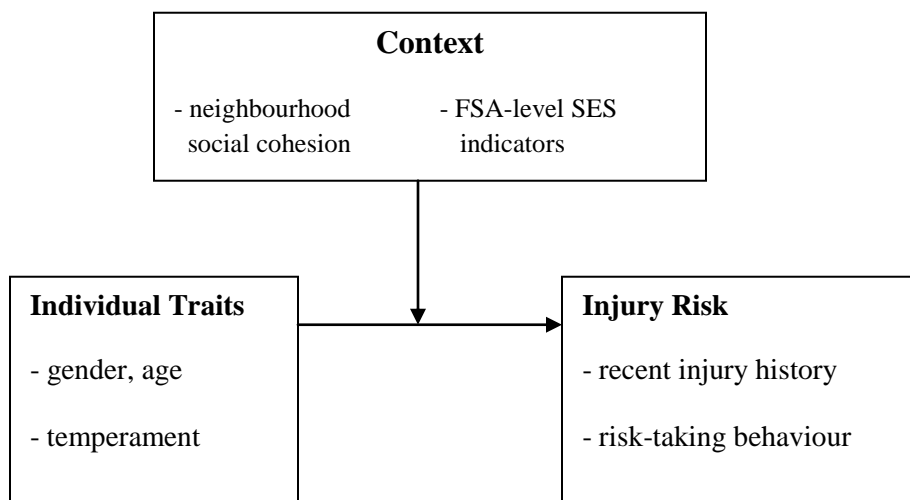 Context
- neighbourhood
social cohesion
- FSA-level SES
indicators
Individual Traits
- gender, age
- temperament
Injury Risk
- recent injury history
- risk-taking behaviour